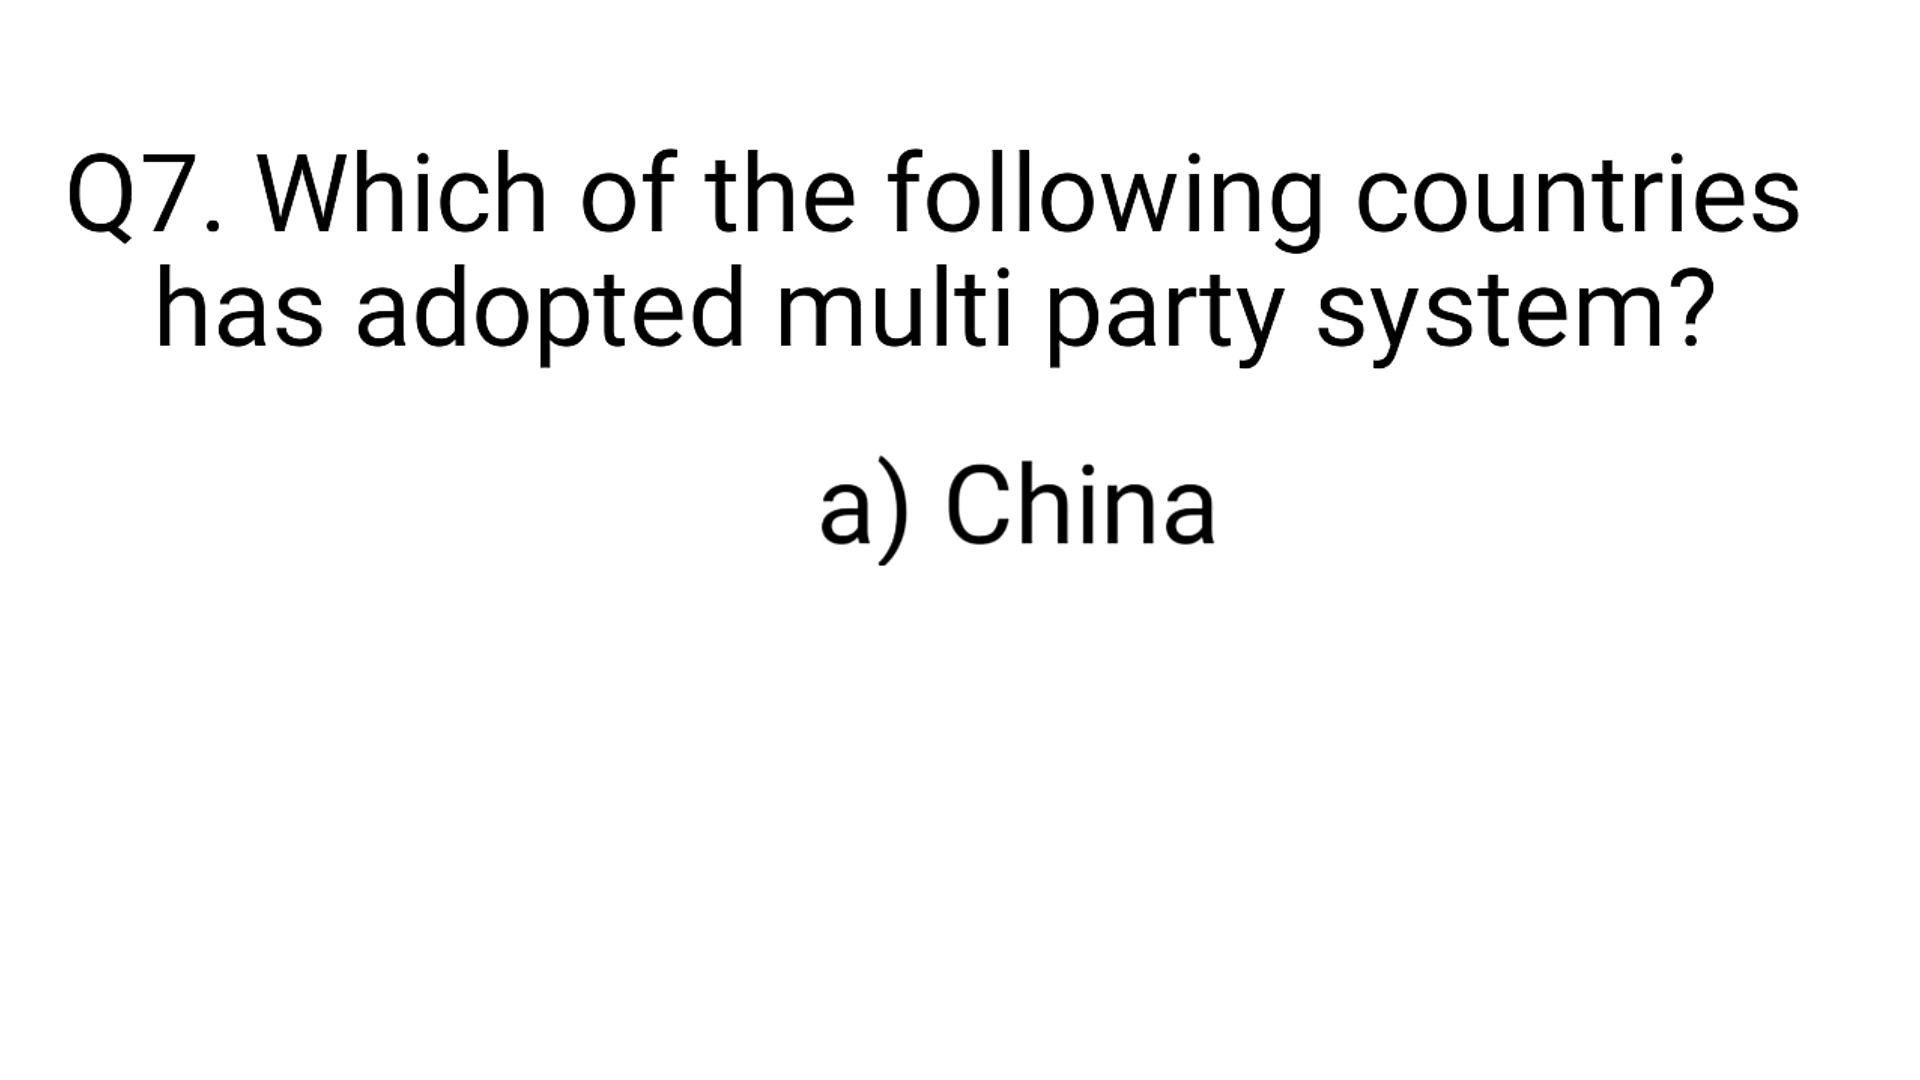 Q7. Which of the following countries
has adopted multi party system?
a) China